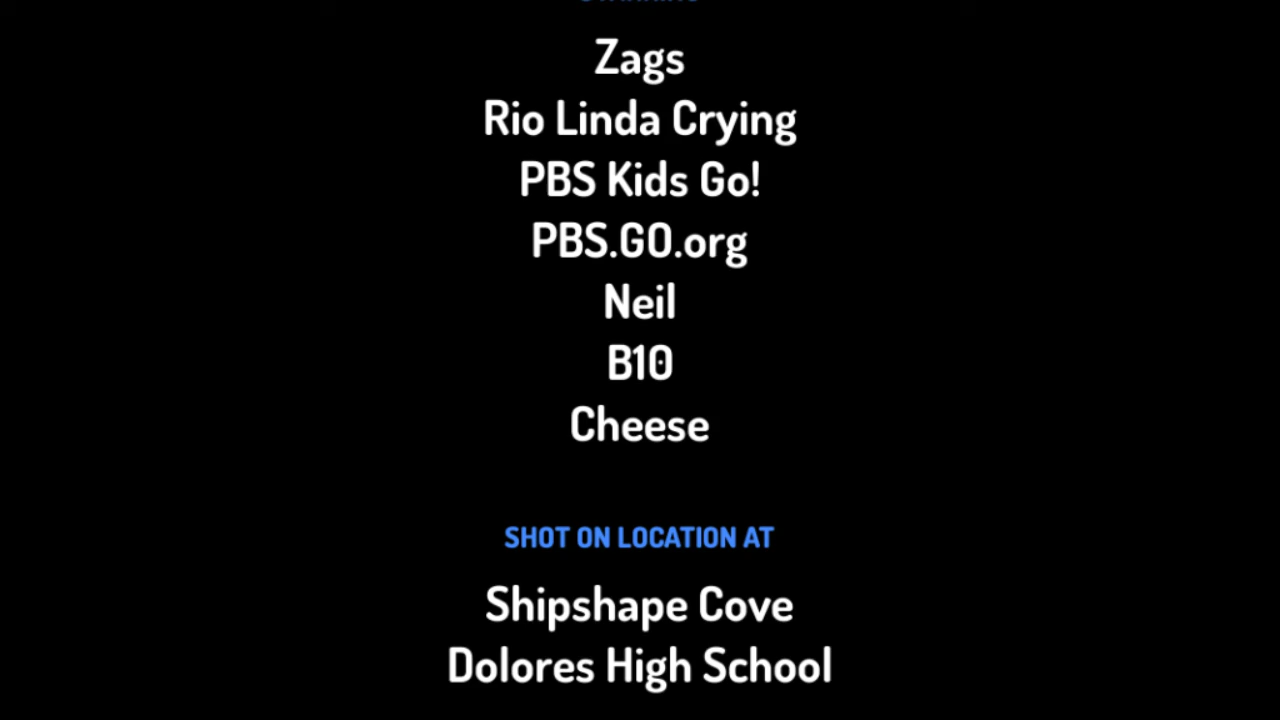 Zags
Rio Linda Crying
PBS Kids Go!
PBS.GO.org
Neil
B10
Cheese
SHOT ON LOCATION AT
Shipshape Cove
Dolores High School